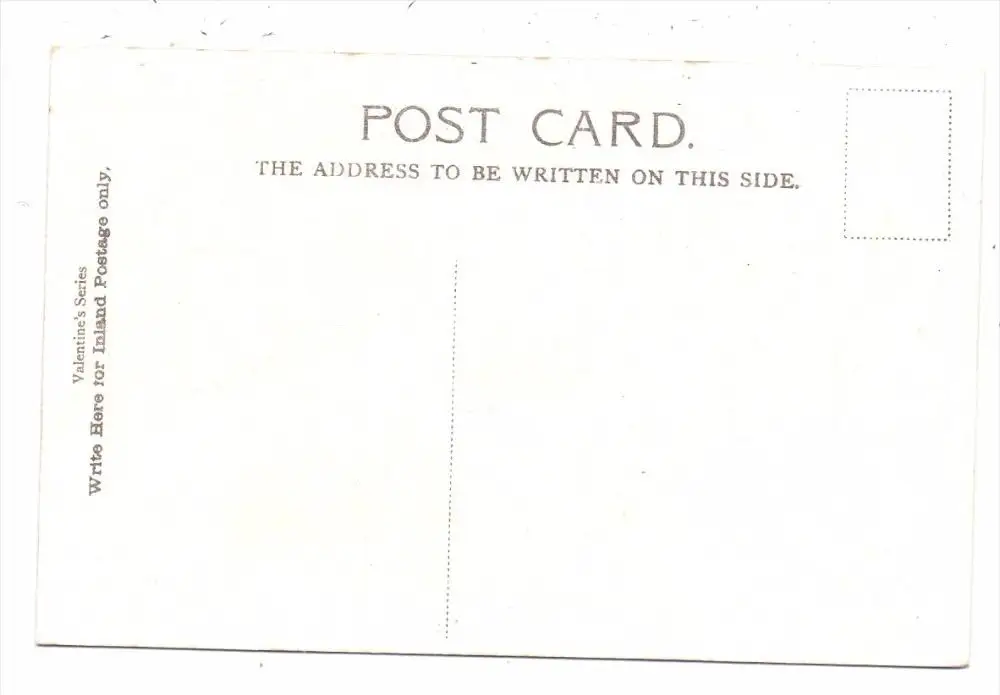 POST CARD.
THE ADDRESS TO BE WRITTEN ON THIS SIDE.
Valentine's Series
Write Here for Inland Postage only.